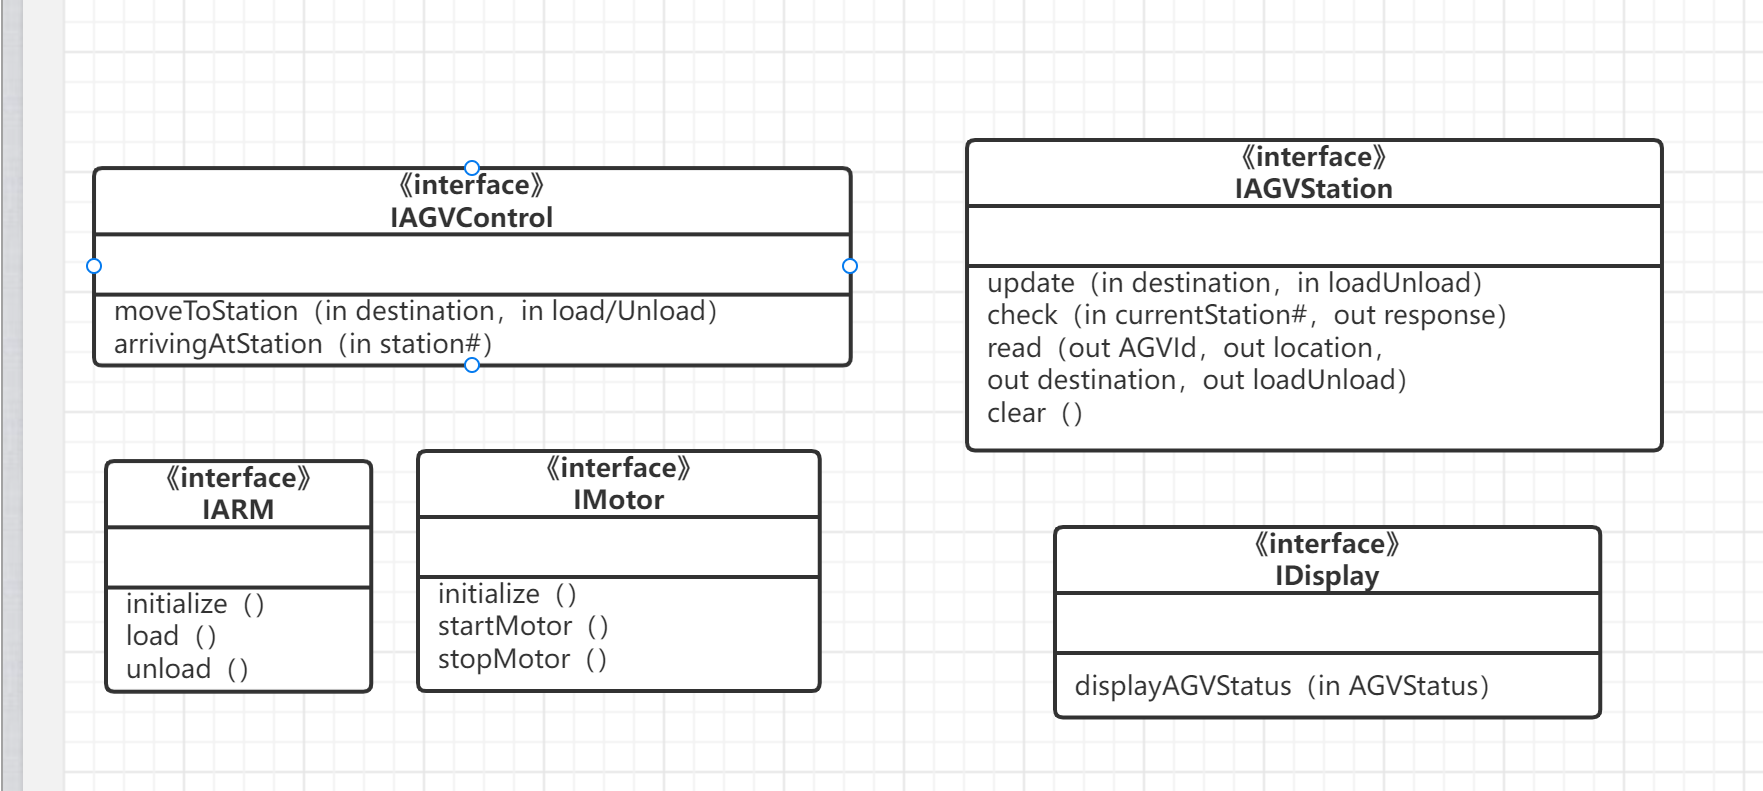 《interface》
IAGVControl
moveToStation（in destination，in load/Unload）
arrivingAtStation（in station#）
《interface》
IAGVStation
update（in destination，in loadUnload）
check（in currentStation#，out response）
read（out AGVId，out location，
out destination，out loadUnload）
clear（）
《interface》
IARM
initialize（）
load（）
unload（）
《interface》
IMotor
initialize（）
startMotor（）
stopMotor（）
《interface》
IDisplay
displayAGVStatus（in AGVStatus）